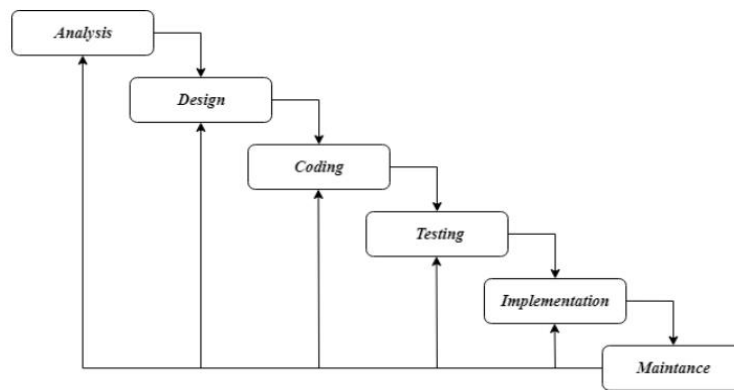 Analysis
Design
Coding
Testing
Implementation
Maintance